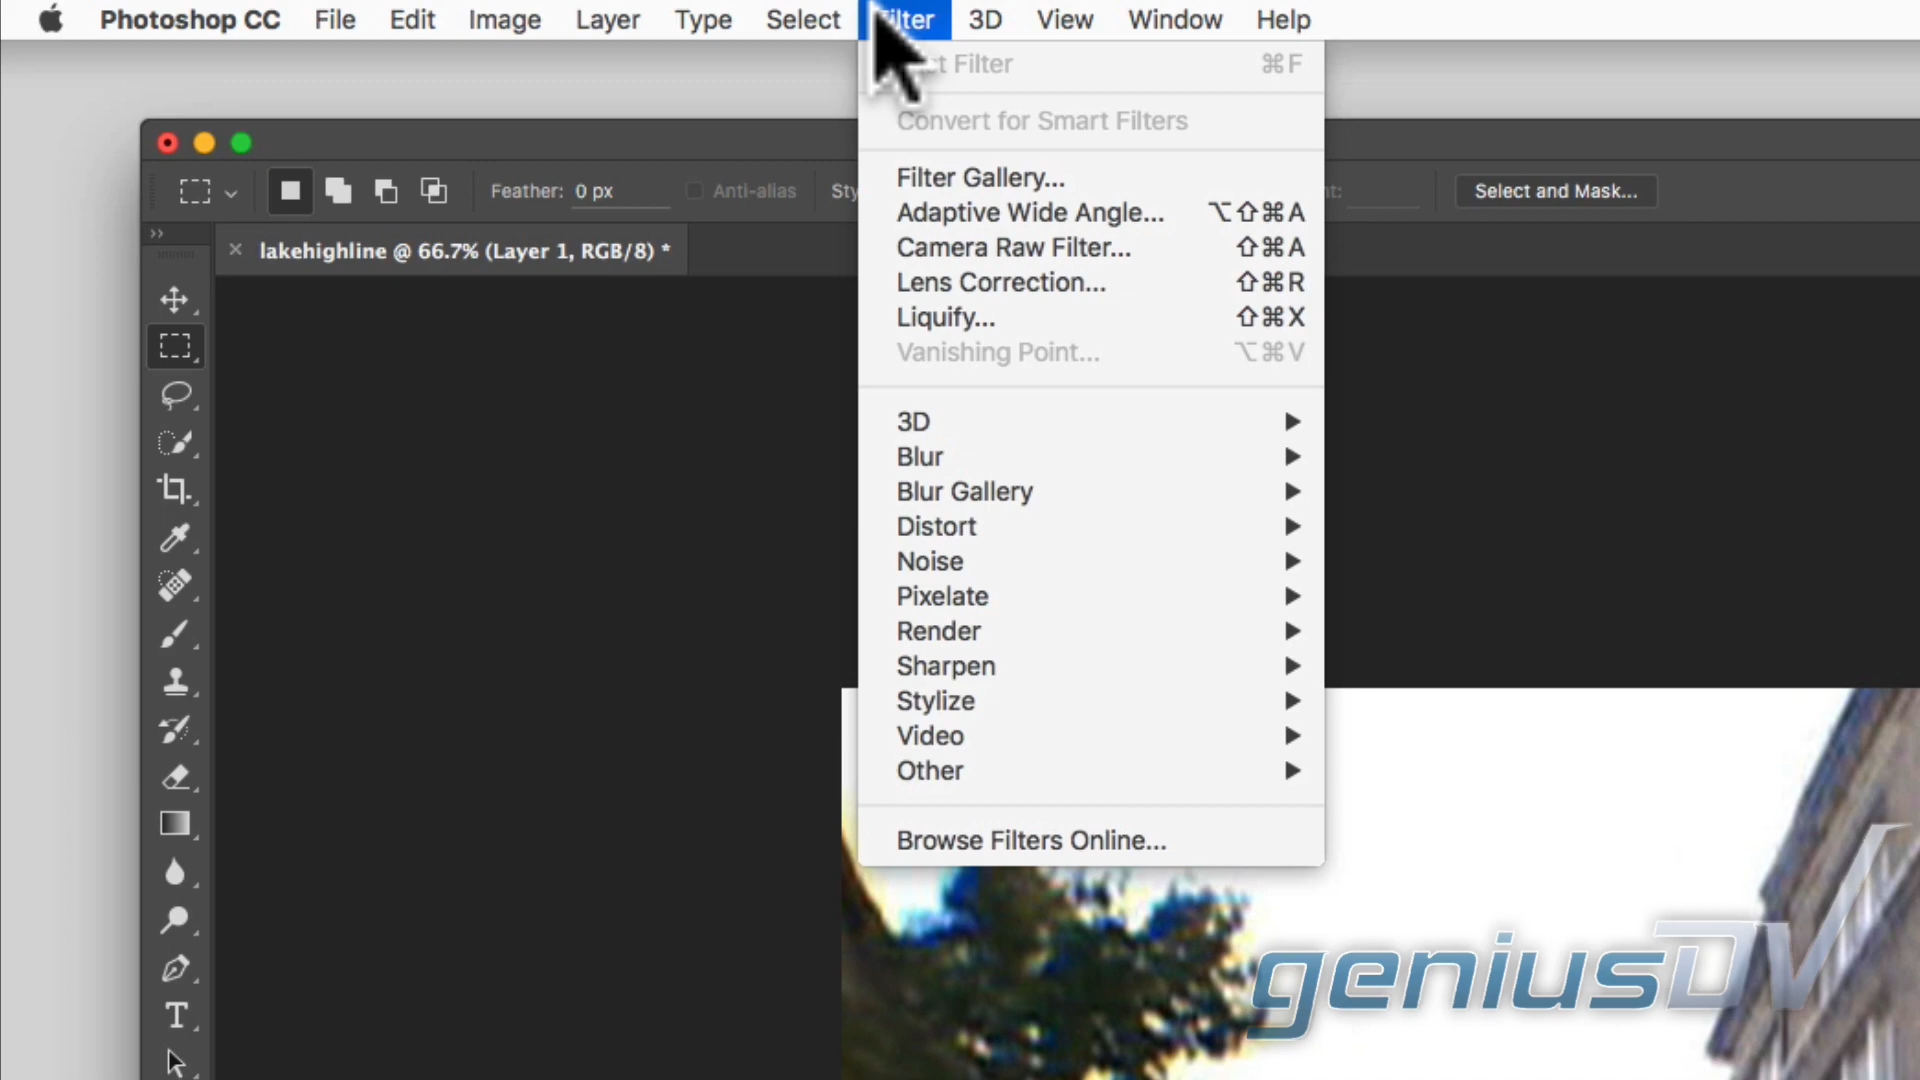 Photoshop CC File Edit Image Layer Type Select Filter 3D View Window Help
Filter ⌘F
Convert for Smart Filters
Filter Gallery...
Adaptive Wide Angle... ⌥⇧⌘A
Camera Raw Filter... ⇧⌘A
Lens Correction... ⇧⌘R
Liquify... ⇧⌘X
Vanishing Point... ⌥⌘V
3D
Blur
Blur Gallery
Distort
Noise
Pixelate
Render
Sharpen
Stylize
Video
Other
Browse Filters Online...
Feather: 0 px Anti-alias Select and Mask...
lakehighline @ 66.7% (Layer 1, RGB/8) *
geniusDV